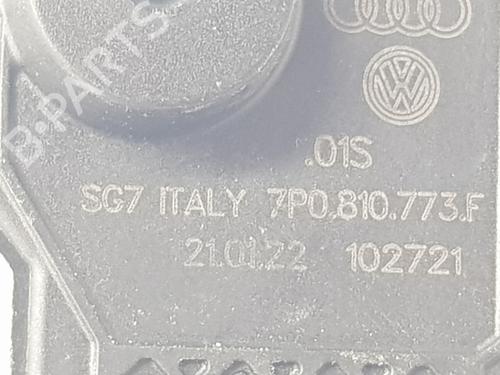 B-PARTS
.01S
SG7 ITALY 7P0.810.773.F
21.01.22 102721